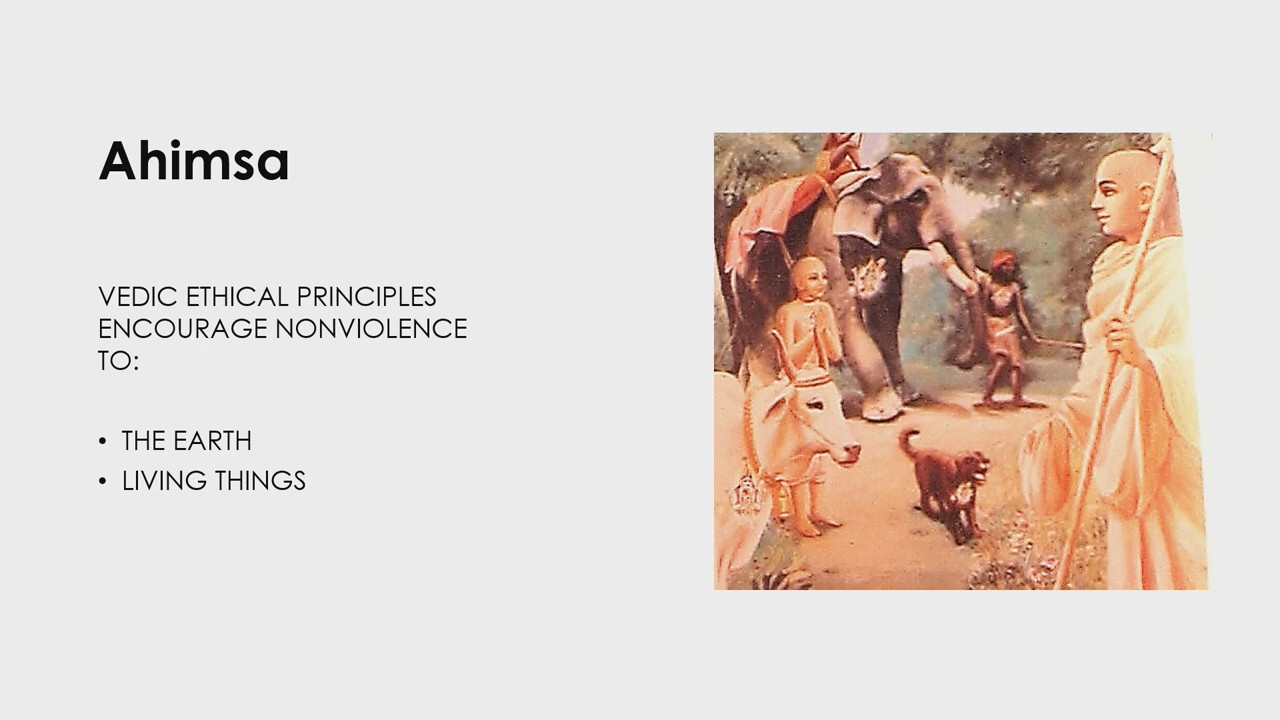 Ahimsa
VEDIC ETHICAL PRINCIPLES
ENCOURAGE NONVIOLENCE
TO:
• THE EARTH
• LIVING THINGS